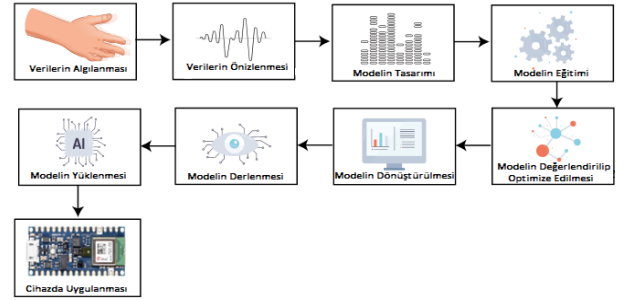 Verilerin Algılanması
Verilerin Önizlenmesi
Modelin Tasarımı
Modelin Eğitimi
Modelin Değerlendirilip
Optimize Edilmesi
Modelin Dönüştürülmesi
Modelin Derlenmesi
AI
Modelin Yüklenmesi
Cihazda Uygulanması